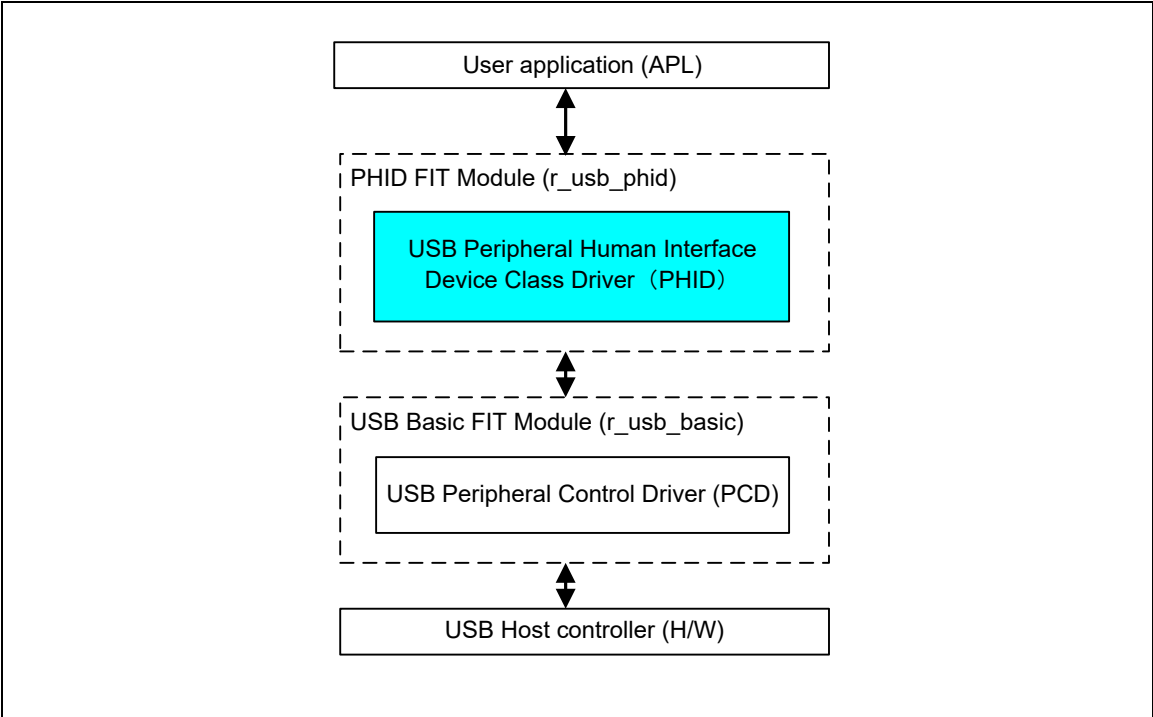 User application (APL)
PHID FIT Module (r_usb_phid)
USB Peripheral Human Interface
Device Class Driver（PHID）
USB Basic FIT Module (r_usb_basic)
USB Peripheral Control Driver (PCD)
USB Host controller (H/W)